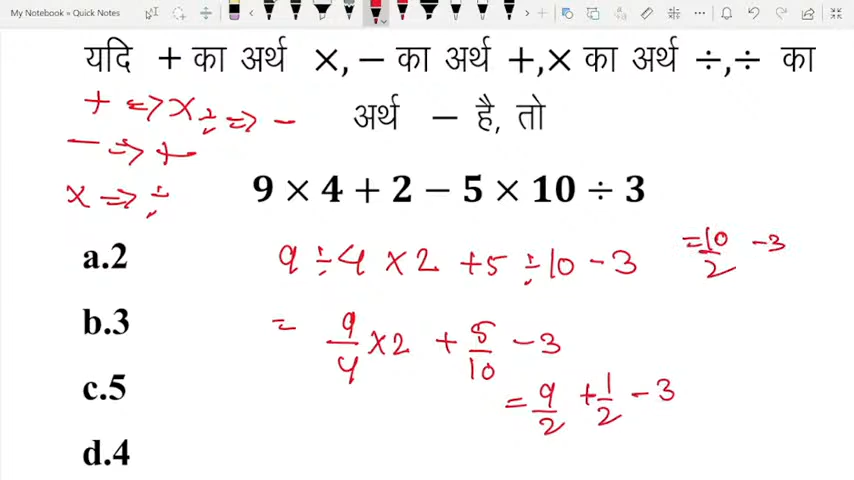 My Notebook » Quick Notes
यदि + का अर्थ ×, − का अर्थ +, × का अर्थ ÷, ÷ का
अर्थ − है, तो
+ => × ÷ => −
− => +
× => ÷
9 × 4 + 2 − 5 × 10 ÷ 3
a.2
b.3
c.5
d.4
9 ÷ 4 × 2 + 5 ÷ 10 − 3
= 9/4 × 2 + 5/10 − 3
= 9/2 + 1/2 − 3
= 10/2 − 3